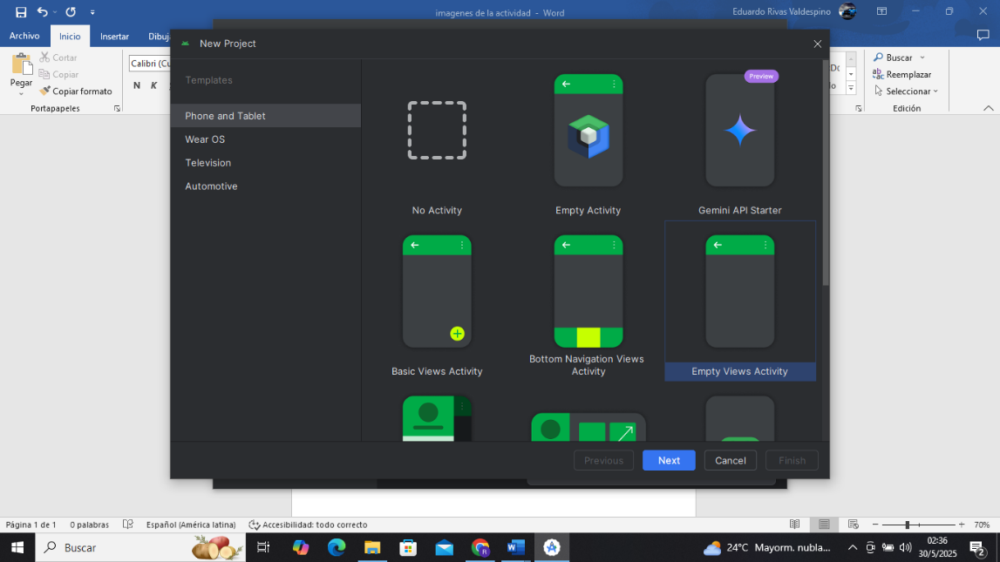 imagenes de la actividad - Word
Eduardo Rivas Valdespino
Archivo
Inicio
Insertar
New Project
Pegar
Cortar
Copiar
Copiar formato
Portapapeles
N K
Buscar
Reemplazar
Seleccionar
Edición
Templates
Phone and Tablet
Wear OS
Television
Automotive
Preview
No Activity
Empty Activity
Gemini API Starter
Basic Views Activity
Bottom Navigation Views
Activity
Empty Views Activity
Previous
Next
Cancel
Finish
Página 1 de 1
0 palabras
Español (América latina)
Accesibilidad: todo correcto
70%
Buscar
24°C
Mayorm. nubla...
02:36
30/5/2025
2